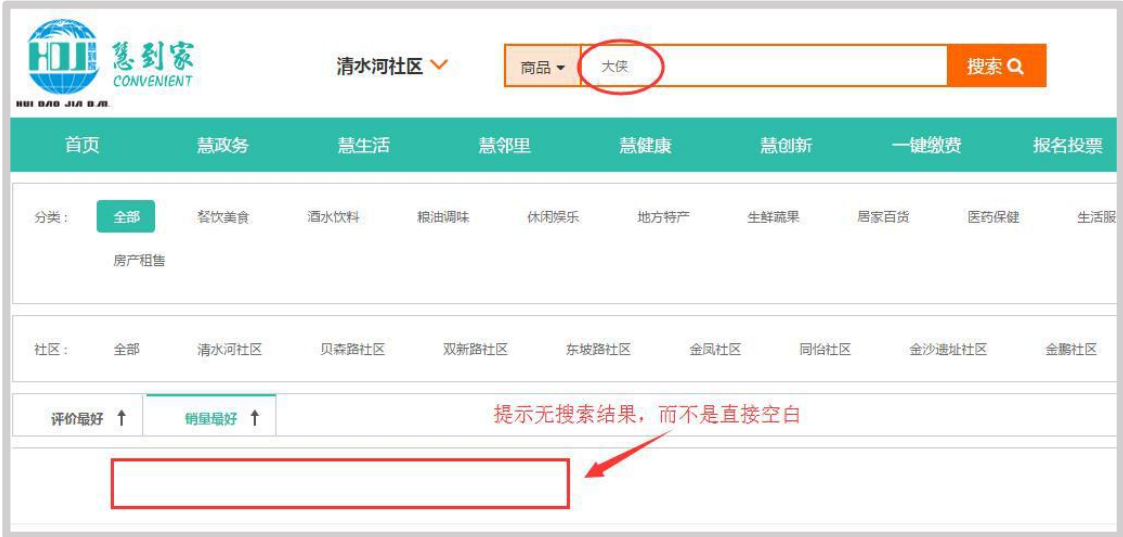 HDJ 慧到家
慧到家
CONVENIENT
HUI DAO JIA D.M.
清水河社区
商品
大侠
搜索
首页 慧政务 慧生活 慧邻里 慧健康 慧创新 一键缴费 报名投票
分类： 全部 餐饮美食 酒水饮料 粮油调味 休闲娱乐 地方特产 生鲜蔬果 居家百货 医药保健 生活服
房产租售
社区： 全部 清水河社区 贝森路社区 双新路社区 东坡路社区 金凤社区 同怡社区 金沙遗址社区 金鹏社区
评价最好 ↑ 销量最好 ↑
提示无搜索结果，而不是直接空白